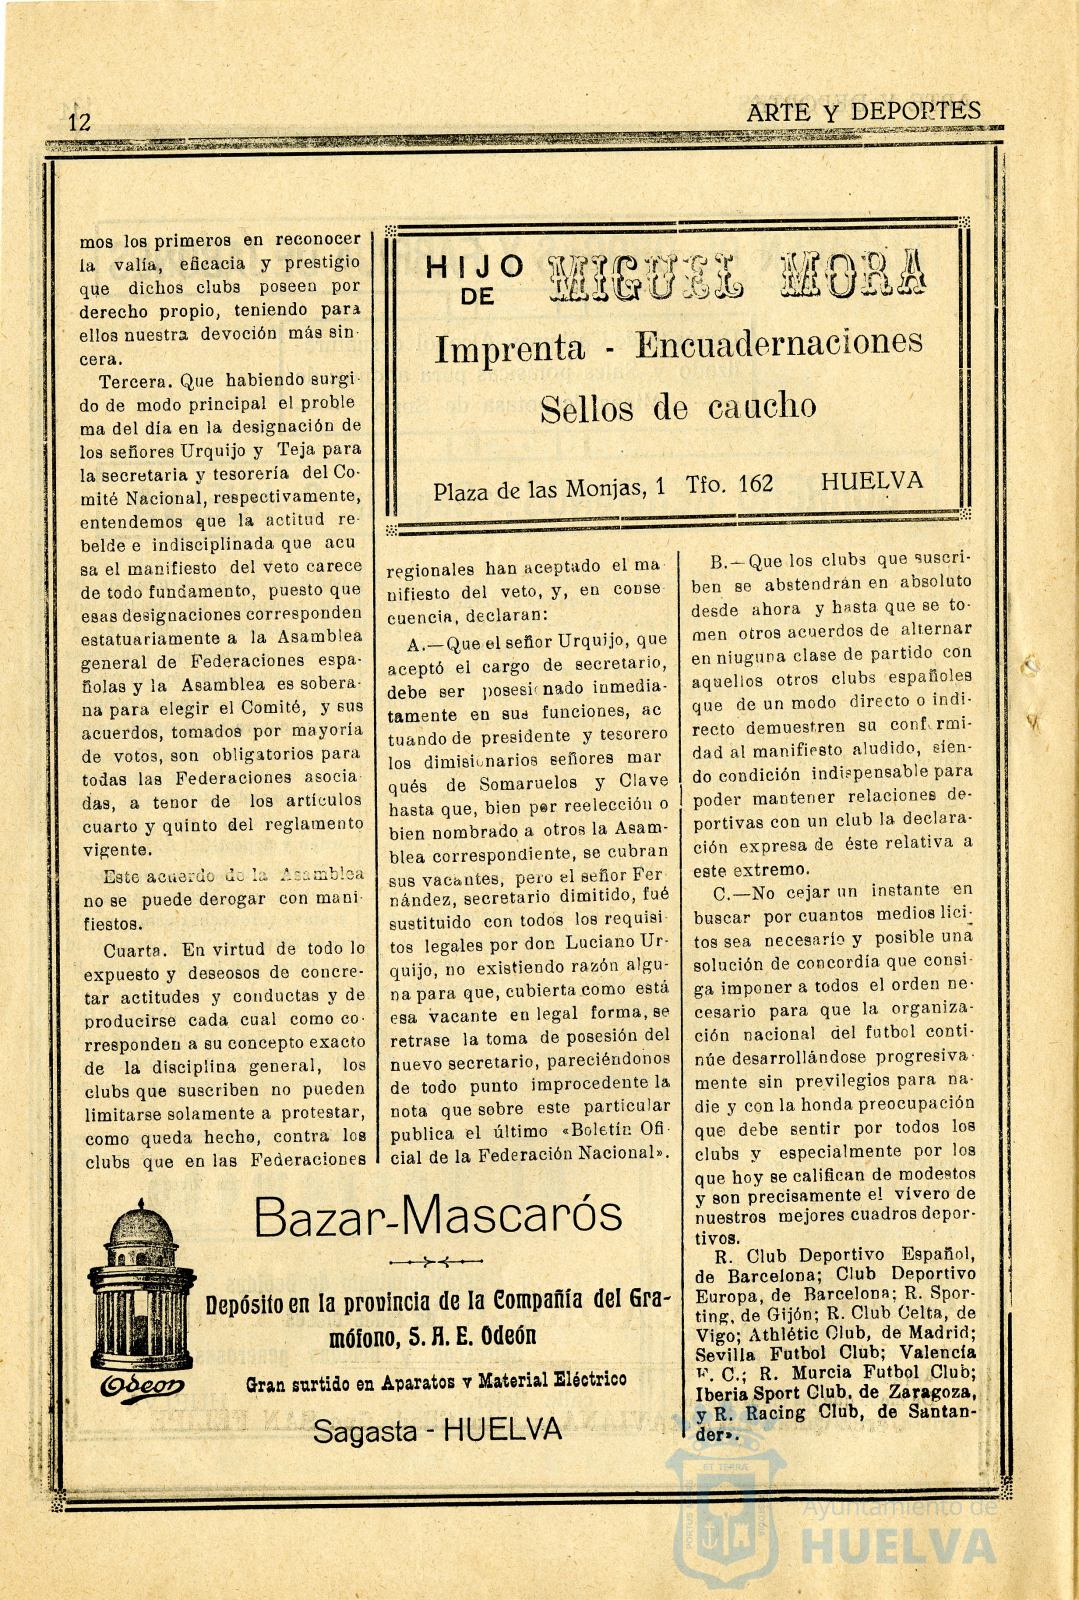 12
ARTE Y DEPORTES
mos los primeros en reconocer
la valía, eficacia y prestigio
que dichos clubs poseen por
derecho propio, teniendo para
ellos nuestra devoción más sin-
cera.
Tercera. Que habiendo surgi-
do de modo principal el proble
ma del día en la designación de
los señores Urquijo y Teja para
la secretaria y tesorería del Co-
mité Nacional, respectivamente,
entendemos que la actitud re-
belde e indisciplinada que acu
sa el manifiesto del veto carece
de todo fundamento, puesto que
esas designaciones corresponden
estatuariamente a la Asamblea
general de Federaciones espa-
ñolas y la Asamblea es sobera-
na para elegir el Comité, y sus
acuerdos, tomados por mayoría
de votos, son obligatorios para
todas las Federaciones asocia-
das, a tenor de los artículos
cuarto y quinto del reglamento
vigente.
Este acuerdo de la Asamblea
no se puede derogar con mani-
fiestos.
Cuarta. En virtud de todo lo
expuesto y deseosos de concre-
tar actitudes y conductas y de
producirse cada cual como co-
rresponden a su concepto exacto
de la disciplina general, los
clubs que suscriben no pueden
limitarse solamente a protestar,
como queda hecho, contra los
clubs que en las Federaciones
HIJO
DE
MIGUEL MORA
Imprenta - Encuadernaciones
Sellos de caucho
Plaza de las Monjas, 1 Tfo. 162 HUELVA
regionales han aceptado el ma-
nifiesto del veto, y, en conse
cuencia, declaran:
A.—Que el señor Urquijo, que
aceptó el cargo de secretario,
debe ser posesi nado inmedia-
tamente en sus funciones, ac
tuando de presidente y tesorero
los dimisionarios señores mar
qués de Somaruelos y Clave
hasta que, bien por reelección o
bien nombrado a otros la Asam-
blea correspondiente, se cubran
sus vacantes, pero el señor Fer
nández, secretario dimitido, fué
sustituido con todos los requisi-
tos legales por don Luciano Ur-
quijo, no existiendo razón algu-
na para que, cubierta como está
esa vacante en legal forma, se
retrase la toma de posesión del
nuevo secretario, pareciéndonos
de todo punto improcedente la
nota que sobre este particular
publica el último «Boletín Ofi-
cial de la Federación Nacional».
B.—Que los clubs que suscri-
ben se abstendrán en absoluto
desde ahora y hasta que se to-
men otros acuerdos de alternar
en niuguna clase de partido con
aquellos otros clubs españoles
que de un modo directo o indi-
recto demuestren su conf rmi-
dad al manifiesto aludido, sien-
do condición indispensable para
poder mantener relaciones de-
portivas con un club la declara-
ción expresa de éste relativa a
este extremo.
C.—No cejar un instante en
buscar por cuantos medios líci-
tos sea necesario y posible una
solución de concordía que consi-
ga imponer a todos el orden ne-
cesario para que la organiza-
ción nacional del futbol conti-
núe desarrollándose progresiva-
mente sin previlegios para na-
die y con la honda preocupación
que debe sentir por todos los
clubs y especialmente por los
que hoy se califican de modestos
y son precisamente el vívero de
nuestros mejores cuadros depor-
tivos.
R. Club Deportivo Español,
de Barcelona; Club Deportivo
Europa, de Barcelona; R. Spor-
ting, de Gijón; R. Club Celta, de
Vigo; Athlétic Club, de Madrid;
Sevilla Futbol Club; Valencía
F. C.; R. Murcia Futbol Club;
Iberia Sport Club, de Zaragoza,
y R. Racing Club, de Santan-
der».
Bazar-Mascarós
Depósito en la provincia de la Compañía del Gra-
mófono, S. A. E. Odeón
Gran surtido en Aparatos y Material Eléctrico
Sagasta - HUELVA
Odeon
ET TERRA
PORTUS
CUSTODIA
Ayuntamiento de
HUELVA